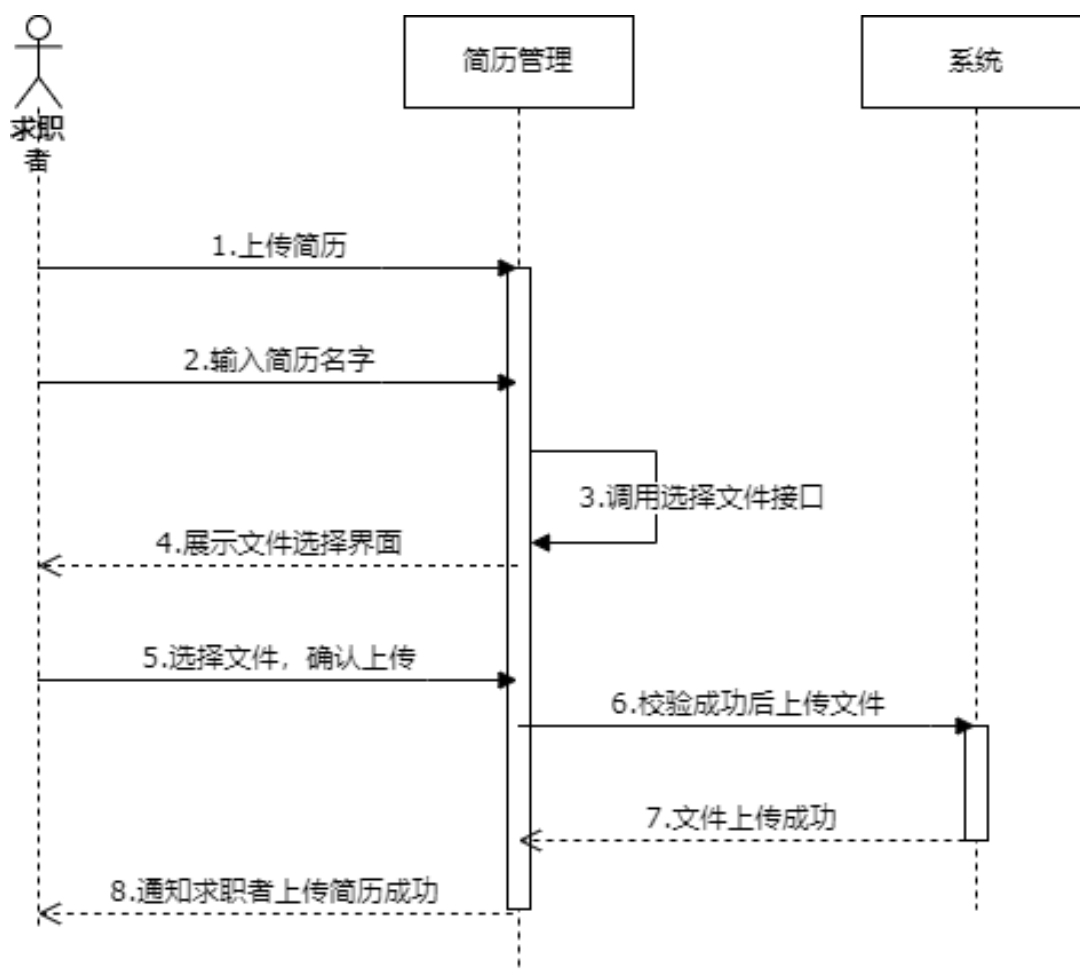 简历管理
系统
求职
者
1.上传简历
2.输入简历名字
3.调用选择文件接口
4.展示文件选择界面
5.选择文件，确认上传
6.校验成功后上传文件
7.文件上传成功
8.通知求职者上传简历成功